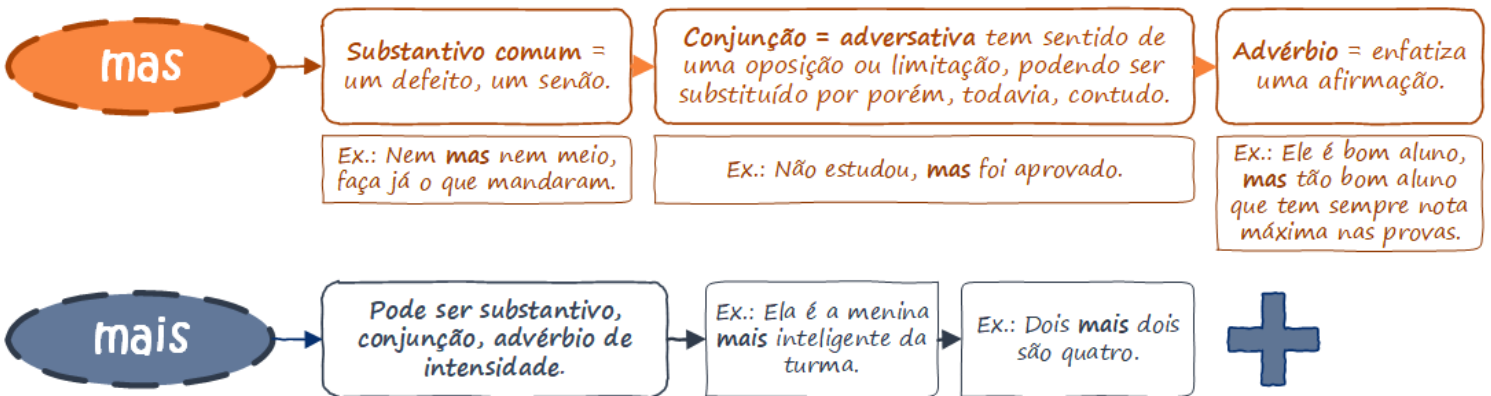 mas
Substantivo comum =
um defeito, um senão.
Conjunção = adversativa tem sentido de
uma oposição ou limitação, podendo ser
substituído por porém, todavia, contudo.
Advérbio = enfatiza
uma afirmação.
Ex.: Nem mas nem meio,
faça já o que mandaram.
Ex.: Não estudou, mas foi aprovado.
Ex.: Ele é bom aluno,
mas tão bom aluno
que tem sempre nota
máxima nas provas.
mais
Pode ser substantivo,
conjunção, advérbio de
intensidade.
Ex.: Ela é a menina
mais inteligente da
turma.
Ex.: Dois mais dois
são quatro.